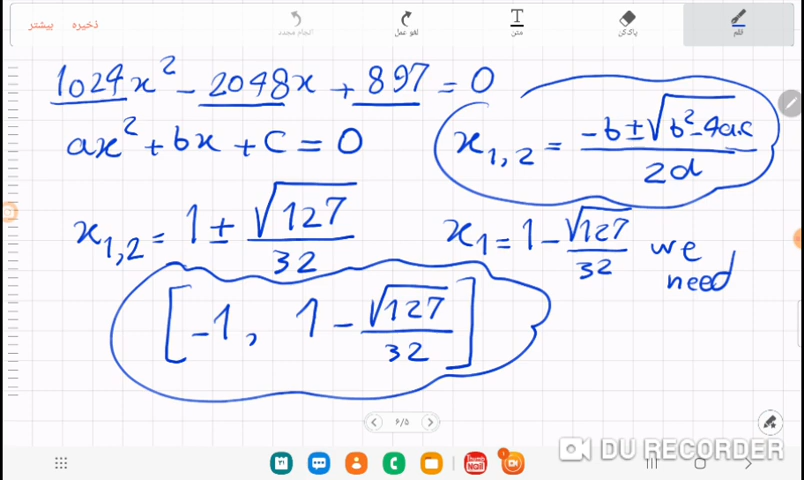 ذخیره بیشتر
انجام مجدد لغو عمل متن پاک‌کن قلم
1024x² - 2048x + 897 = 0
ax² + bx + c = 0
x₁,₂ = -b ± √b² - 4ac / 2a
x₁,₂ = 1 ± √127 / 32
x₁ = 1 - √127 / 32 we need
[-1, 1 - √127 / 32]
۶/۵
DU RECORDER